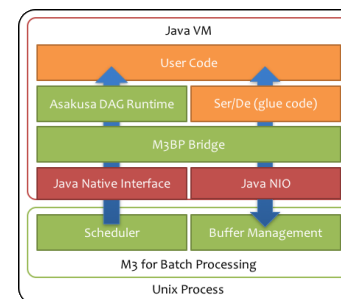 Java VM
User Code
Asakusa DAG Runtime
Ser/De (glue code)
M3BP Bridge
Java Native Interface
Java NIO
Scheduler
Buffer Management
M3 for Batch Processing
Unix Process